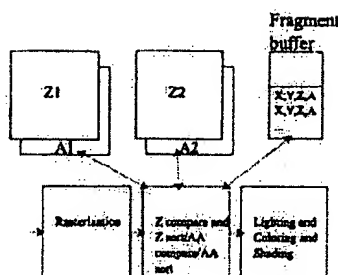 Fragment
buffer
Z1
Z2
X,Y,Z,A
X,Y,Z,A
...
A1
A2
Rasterization
Z compare and
Z sort/AA
compare/AA
sort
Lighting and
Coloring and
Shading